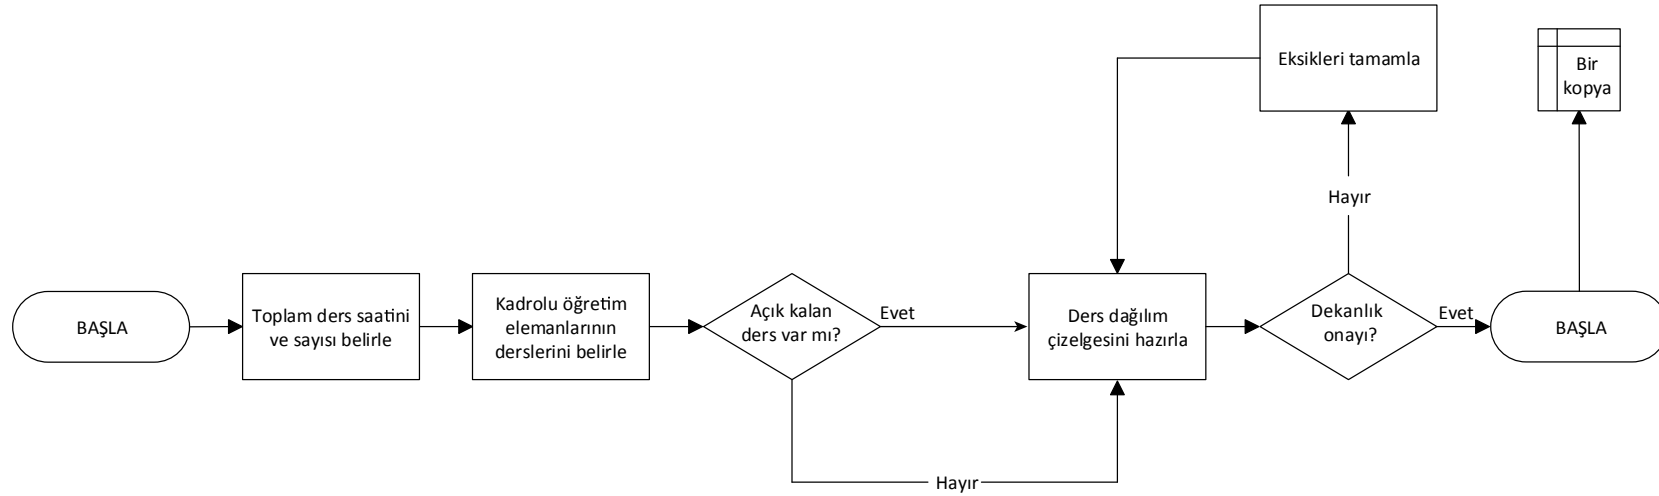 BAŞLA
Toplam ders saatini
ve sayısı belirle
Kadrolu öğretim
elemanlarının
derslerini belirle
Açık kalan
ders var mı?
Evet
Hayır
Ders dağılım
çizelgesini hazırla
Dekanlık
onayı?
Hayır
Eksikleri tamamla
Evet
BAŞLA
Bir
kopya